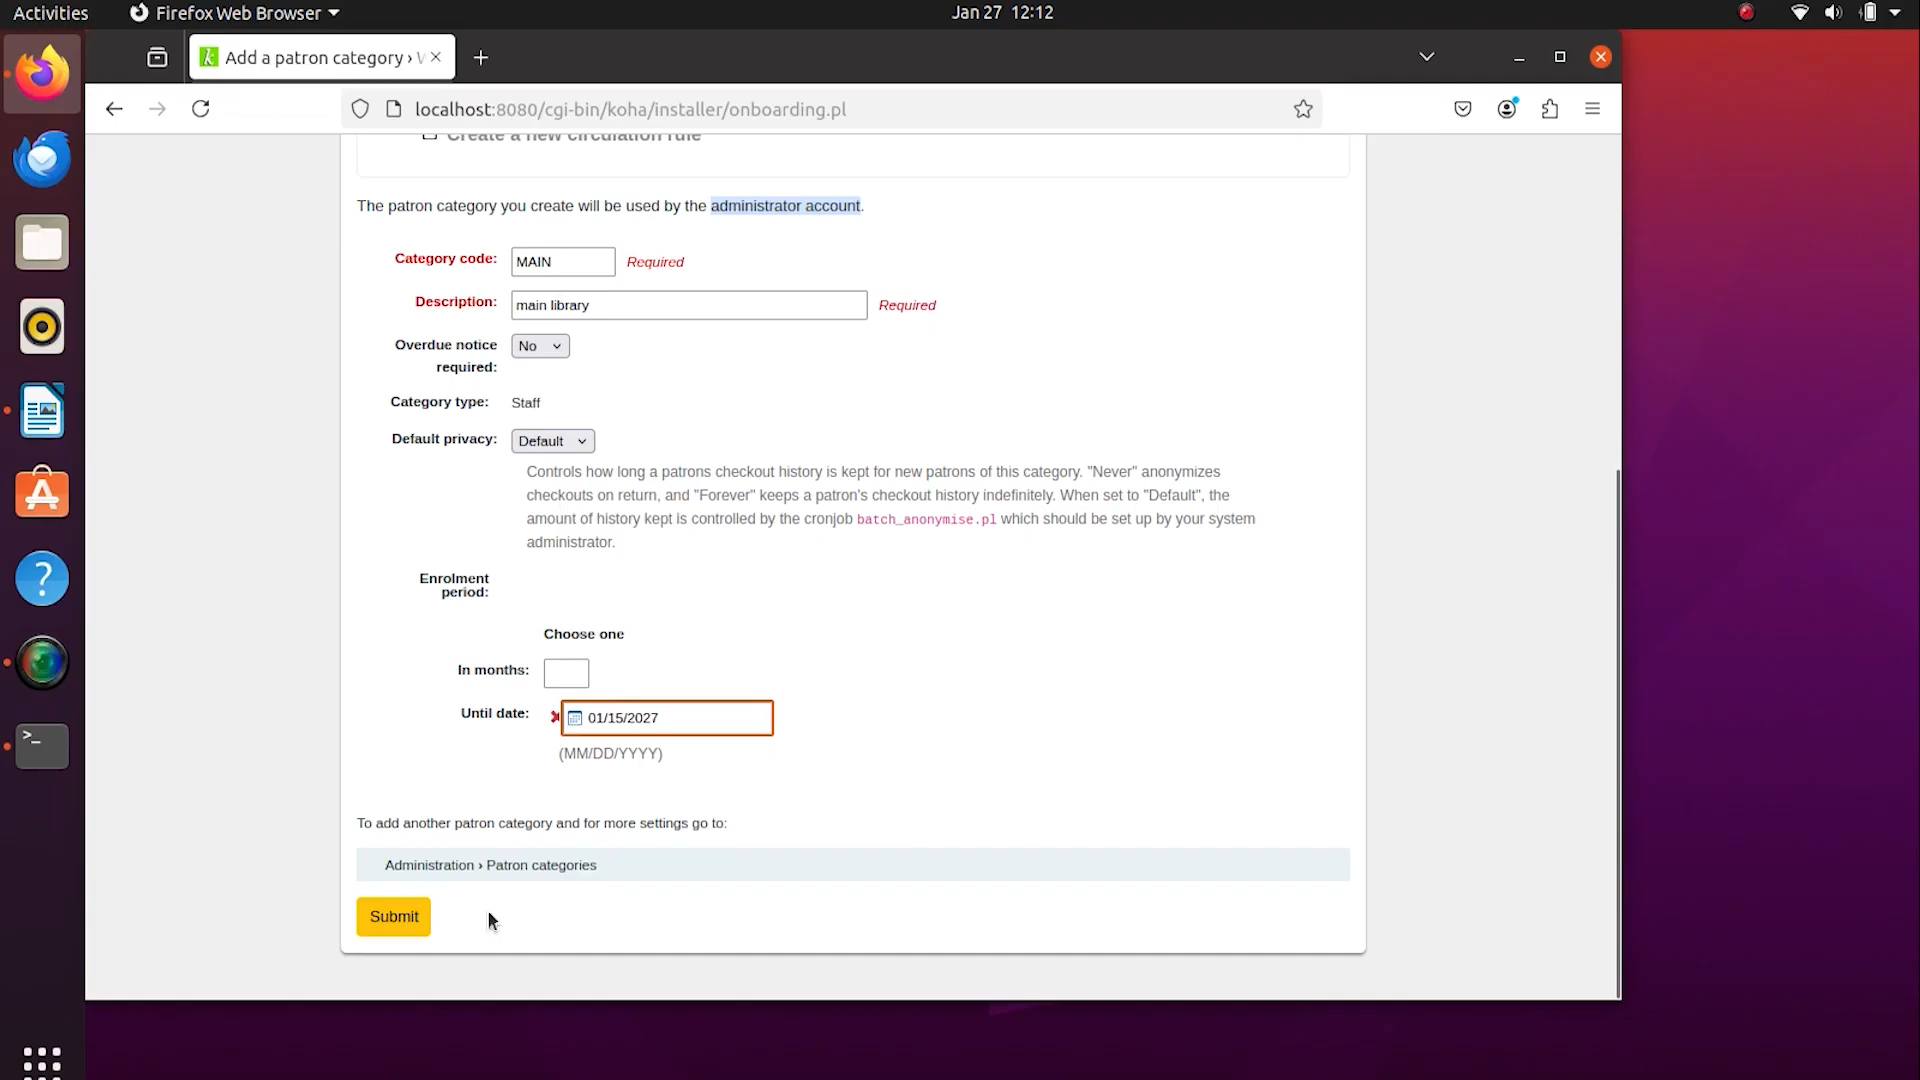 Activities Firefox Web Browser Jan 27 12:12
Add a patron category ›
localhost:8080/cgi-bin/koha/installer/onboarding.pl
Create a new circulation rule
The patron category you create will be used by the administrator account.
Category code: MAIN Required
Description: main library Required
Overdue notice required: No
Category type: Staff
Default privacy: Default
Controls how long a patrons checkout history is kept for new patrons of this category. "Never" anonymizes
checkouts on return, and "Forever" keeps a patron's checkout history indefinitely. When set to "Default", the
amount of history kept is controlled by the cronjob batch_anonymise.pl which should be set up by your system
administrator.
Enrolment
period:
Choose one
In months:
Until date: 01/15/2027
(MM/DD/YYYY)
To add another patron category and for more settings go to:
Administration › Patron categories
Submit